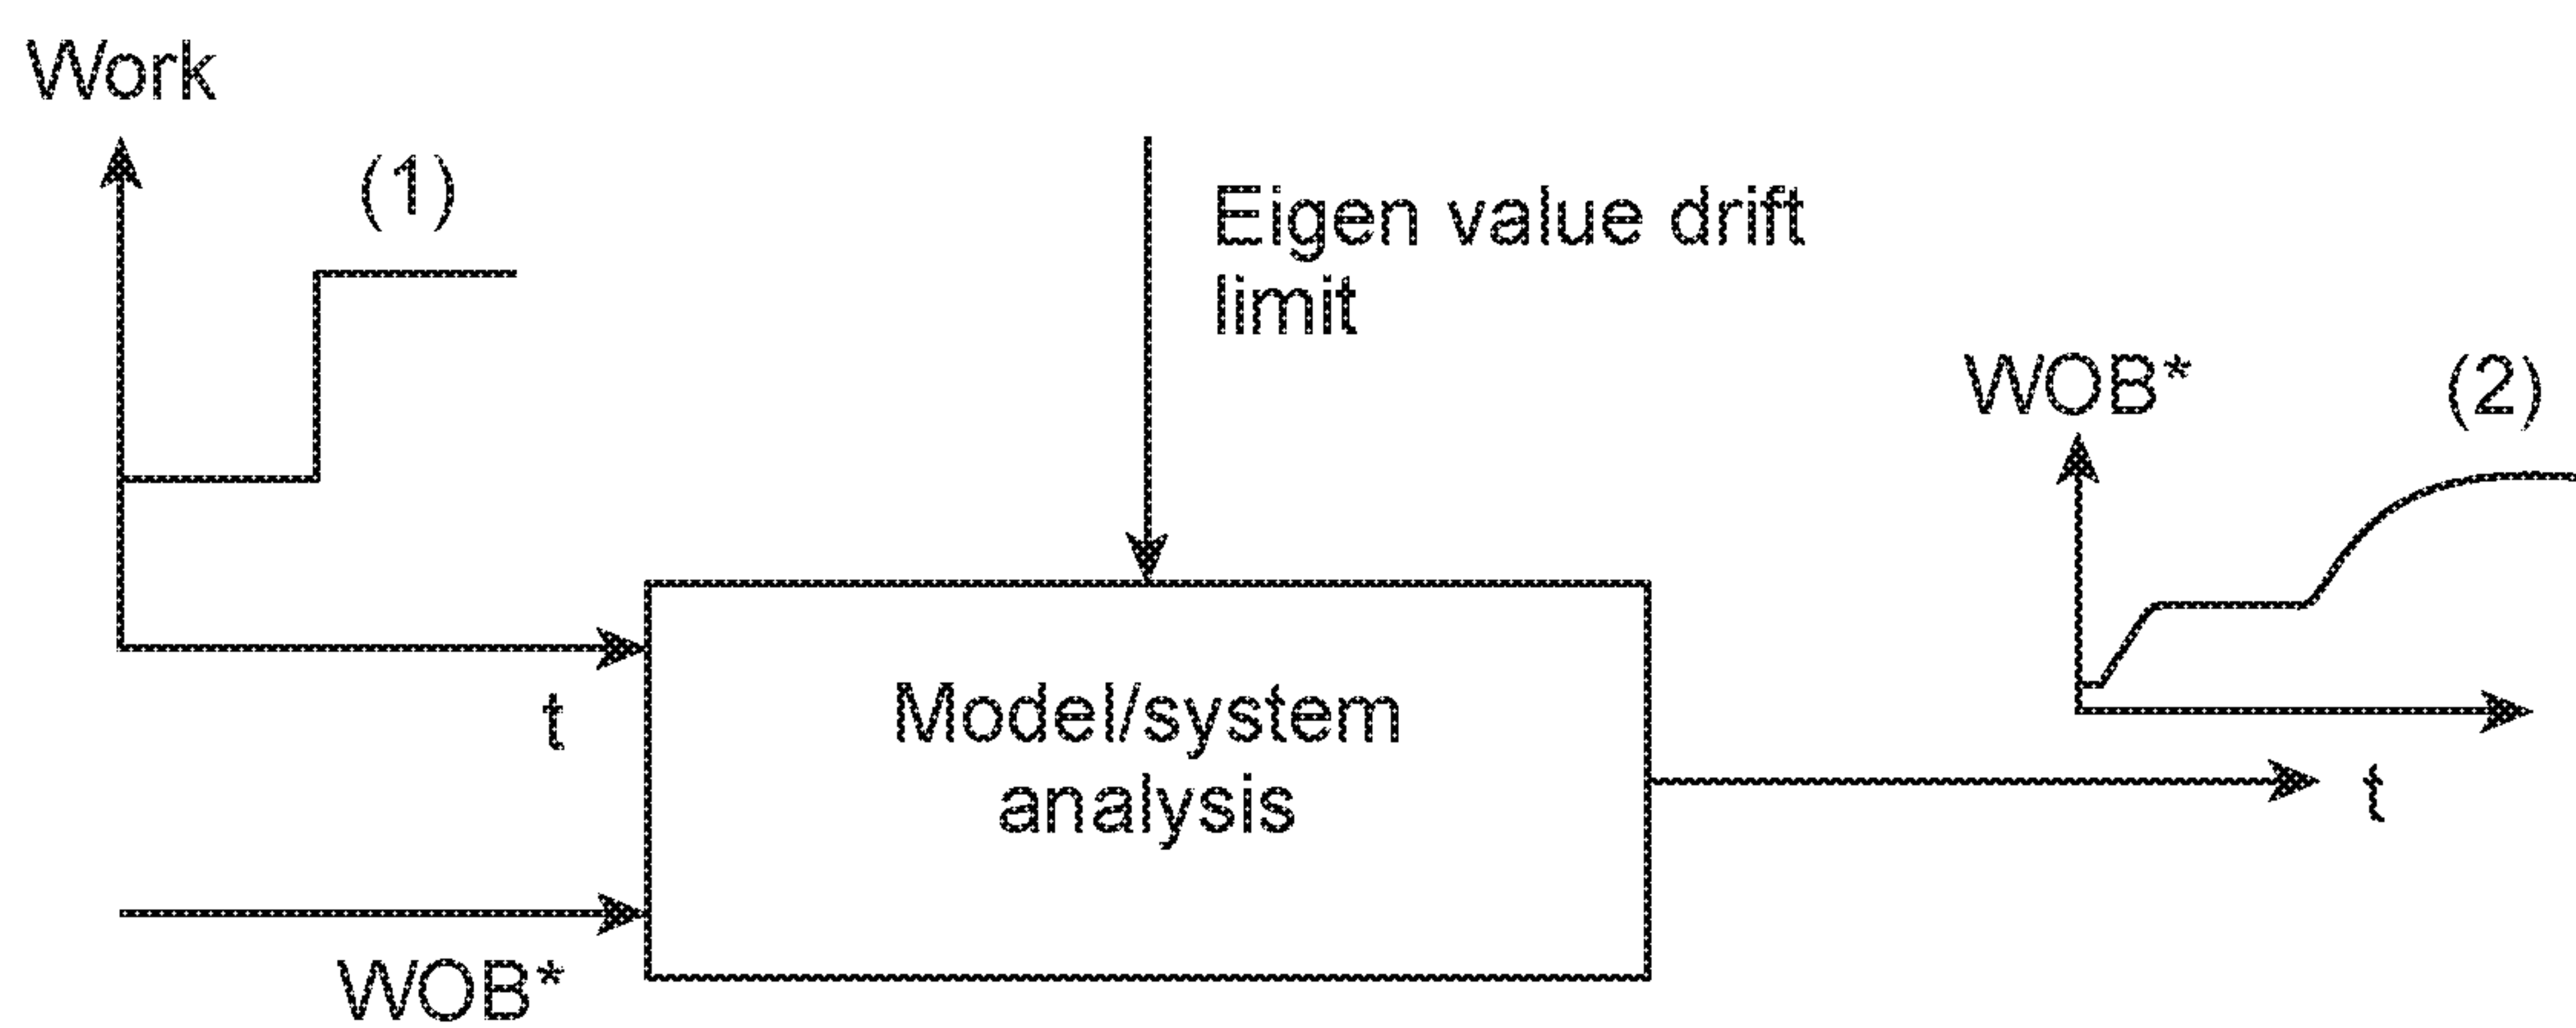 Work
(1)
Eigen value drift
limit
WOB*
(2)
t
Model/system
analysis
t
WOB*